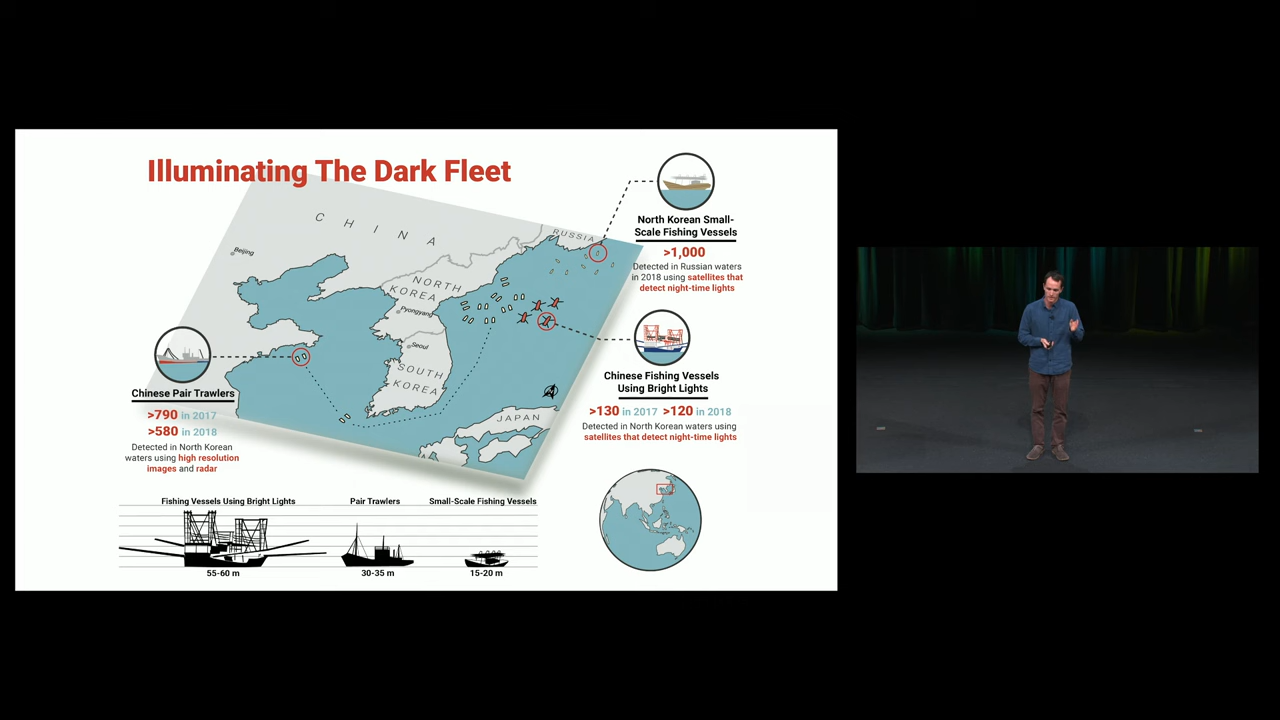 Illuminating The Dark Fleet
CHINA
RUSSIA
Beijing
NORTH
KOREA
Pyongyang
Seoul
SOUTH
KOREA
JAPAN
North Korean Small-
Scale Fishing Vessels
>1,000
Detected in Russian waters
in 2018 using satellites that
detect night-time lights
Chinese Fishing Vessels
Using Bright Lights
>130 in 2017 >120 in 2018
Detected in North Korean waters using
satellites that detect night-time lights
Chinese Pair Trawlers
>790 in 2017
>580 in 2018
Detected in North Korean
waters using high resolution
images and radar
Fishing Vessels Using Bright Lights Pair Trawlers Small-Scale Fishing Vessels
55-60 m 30-35 m 15-20 m